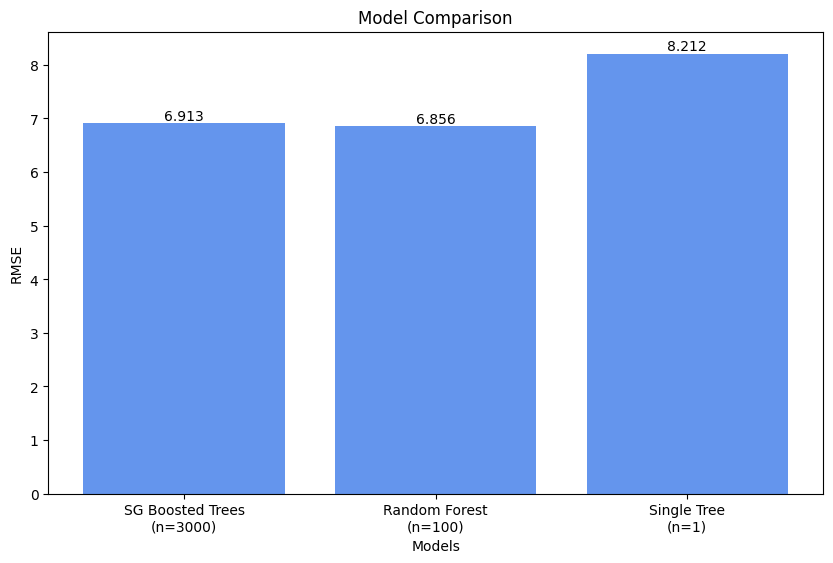 Model Comparison
RMSE
8
7
6
5
4
3
2
1
0
6.913
6.856
8.212
SG Boosted Trees
(n=3000)
Random Forest
(n=100)
Single Tree
(n=1)
Models